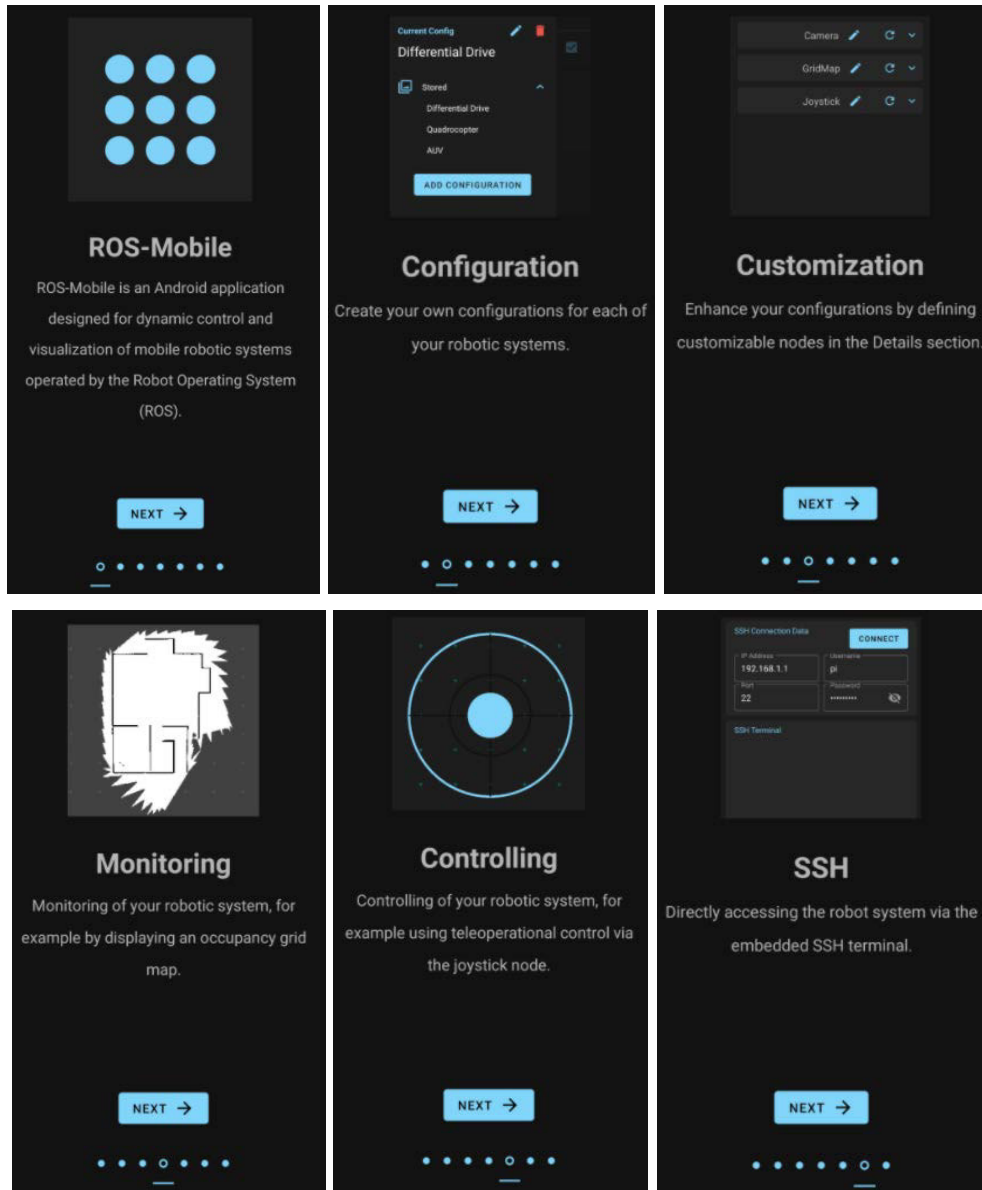 ROS-Mobile
ROS-Mobile is an Android application
designed for dynamic control and
visualization of mobile robotic systems
operated by the Robot Operating System
(ROS).
NEXT →
Current Config
Differential Drive
Stored
Differential Drive
Quadrocopter
AUV
ADD CONFIGURATION
Configuration
Create your own configurations for each of
your robotic systems.
NEXT →
Camera
GridMap
Joystick
Customization
Enhance your configurations by defining
customizable nodes in the Details section.
NEXT →
Monitoring
Monitoring of your robotic system, for
example by displaying an occupancy grid
map.
NEXT →
Controlling
Controlling of your robotic system, for
example using teleoperational control via
the joystick node.
NEXT →
SSH Connection Data
CONNECT
IP Address
Username
192.168.1.1
pi
Port
Password
22
•••••••••
SSH Terminal
SSH
Directly accessing the robot system via the
embedded SSH terminal.
NEXT →